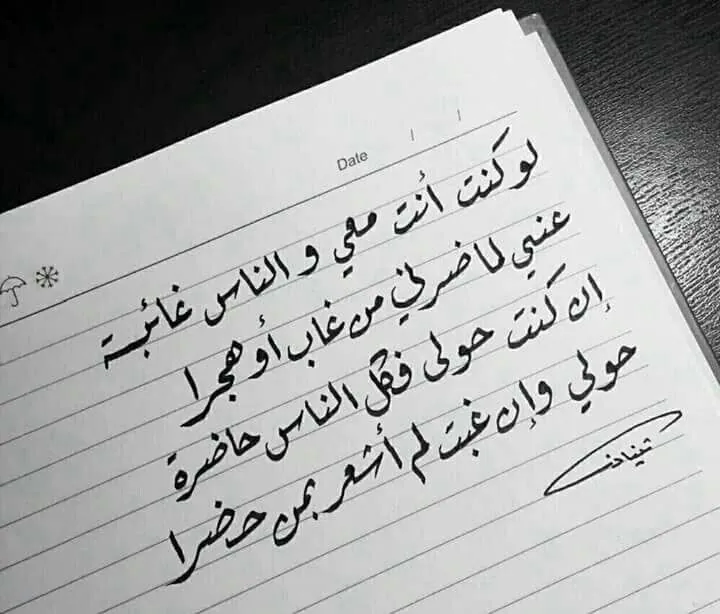 Date / /
لو كنت أنت معي و الناس غائبة
عني لما ضرني من غاب أو هجرا
إن كنت حولي فكل الناس حاضرة
حولي وإن غبت لم أشعر بمن حضرا